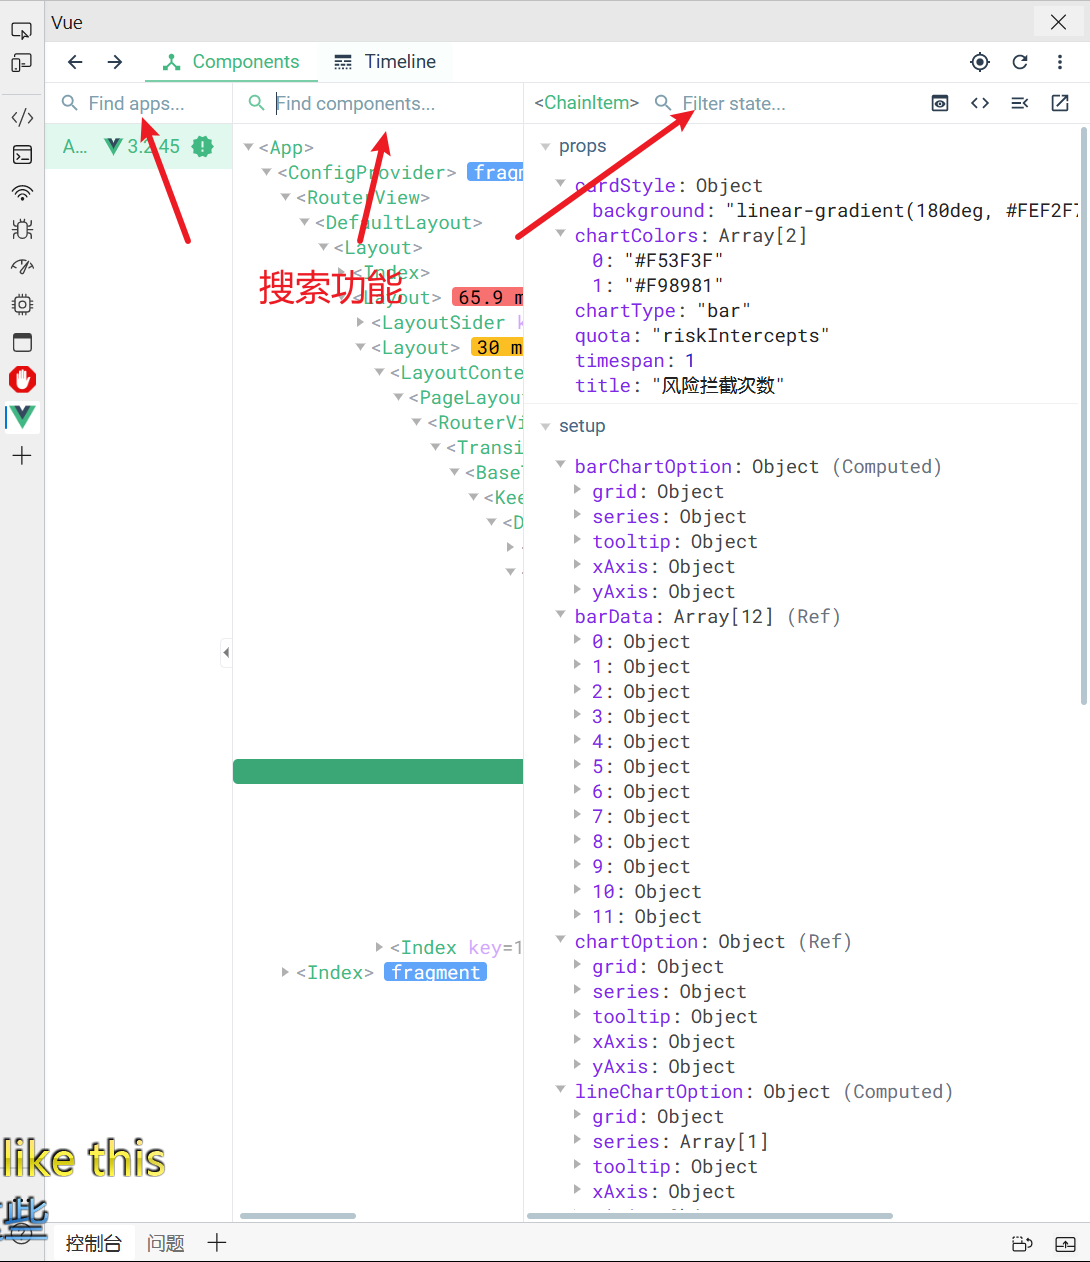 Vue
Components
Timeline
Find apps...
Find components...
<ChainItem>
Filter state...
A... 3.2.45
<App>
<ConfigProvider> fragm
<RouterView>
<DefaultLayout>
<Layout>
<Index>
<Layout> 65.9 m
<LayoutSider k
<Layout> 30 m
<LayoutConte
<PageLayou
<RouterVi
<Transi
<BaseT
<Kee
<D
<Index key=1
<Index> fragment
搜索功能
props
cardStyle: Object
background: "linear-gradient(180deg, #FEF2F7
chartColors: Array[2]
0: "#F53F3F"
1: "#F98981"
chartType: "bar"
quota: "riskIntercepts"
timespan: 1
title: "风险拦截次数"
setup
barChartOption: Object (Computed)
grid: Object
series: Object
tooltip: Object
xAxis: Object
yAxis: Object
barData: Array[12] (Ref)
0: Object
1: Object
2: Object
3: Object
4: Object
5: Object
6: Object
7: Object
8: Object
9: Object
10: Object
11: Object
chartOption: Object (Ref)
grid: Object
series: Object
tooltip: Object
xAxis: Object
yAxis: Object
lineChartOption: Object (Computed)
grid: Object
series: Array[1]
tooltip: Object
xAxis: Object
like this
些
控制台
问题